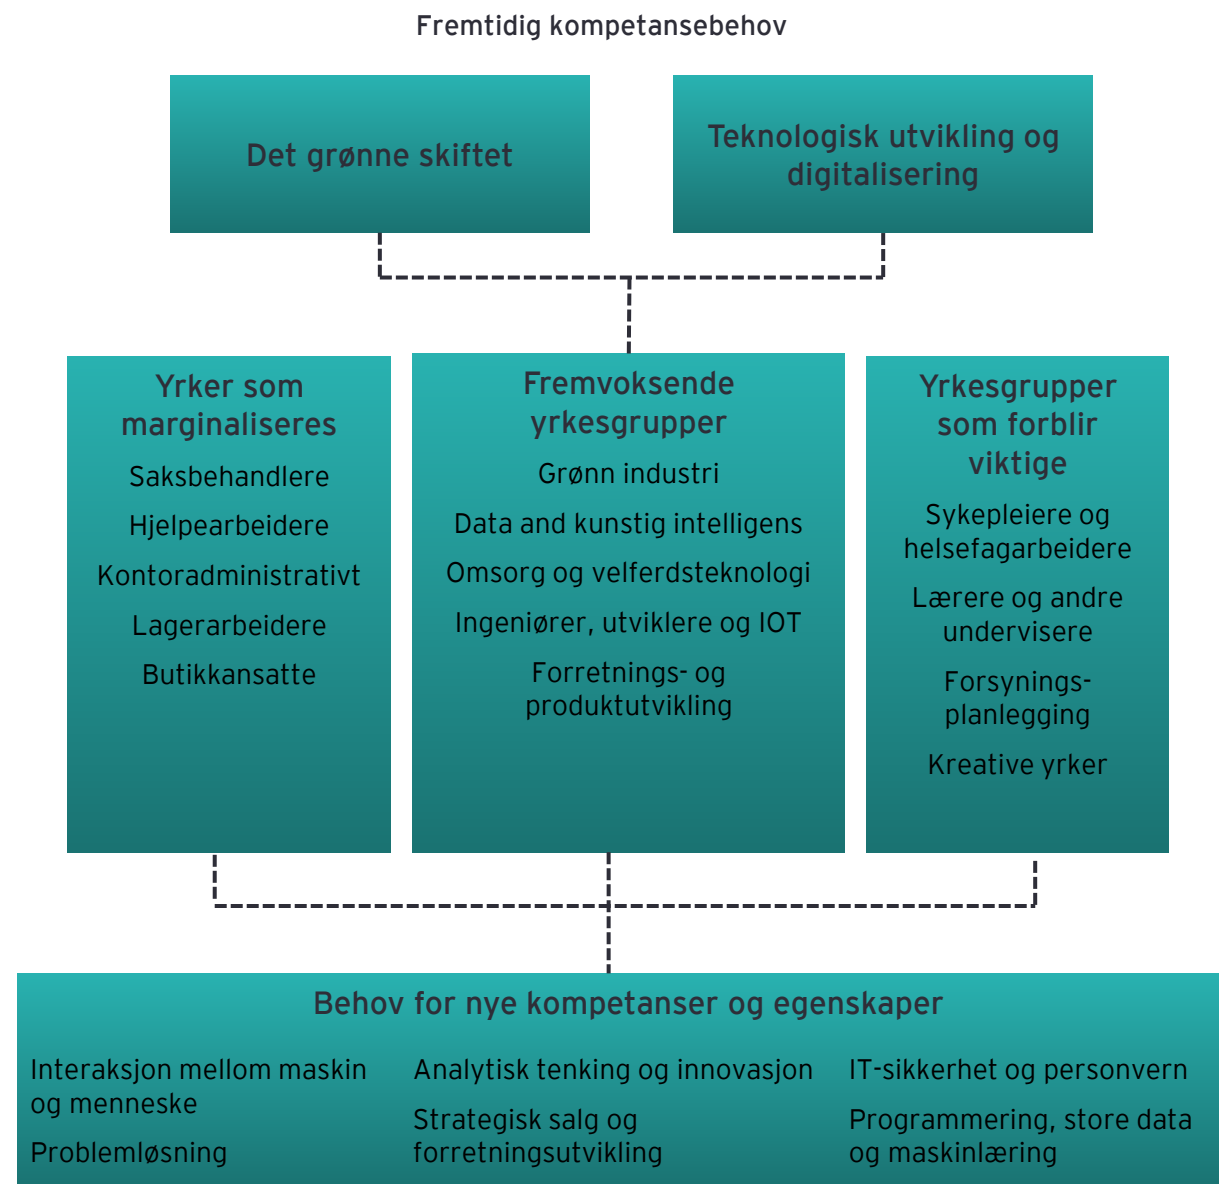 Fremtidig kompetansebehov
Det grønne skiftet
Teknologisk utvikling og
digitalisering
Yrker som
marginaliseres
Saksbehandlere
Hjelpearbeidere
Kontoradministrativt
Lagerarbeidere
Butikkansatte
Fremvoksende
yrkesgrupper
Grønn industri
Data and kunstig intelligens
Omsorg og velferdsteknologi
Ingeniører, utviklere og IOT
Forretnings- og
produktutvikling
Yrkesgrupper
som forblir
viktige
Sykepleiere og
helsefagarbeidere
Lærere og andre
undervisere
Forsynings-
planlegging
Kreative yrker
Behov for nye kompetanser og egenskaper
Interaksjon mellom maskin
og menneske
Problemløsning
Analytisk tenking og innovasjon
Strategisk salg og
forretningsutvikling
IT-sikkerhet og personvern
Programmering, store data
og maskinlæring